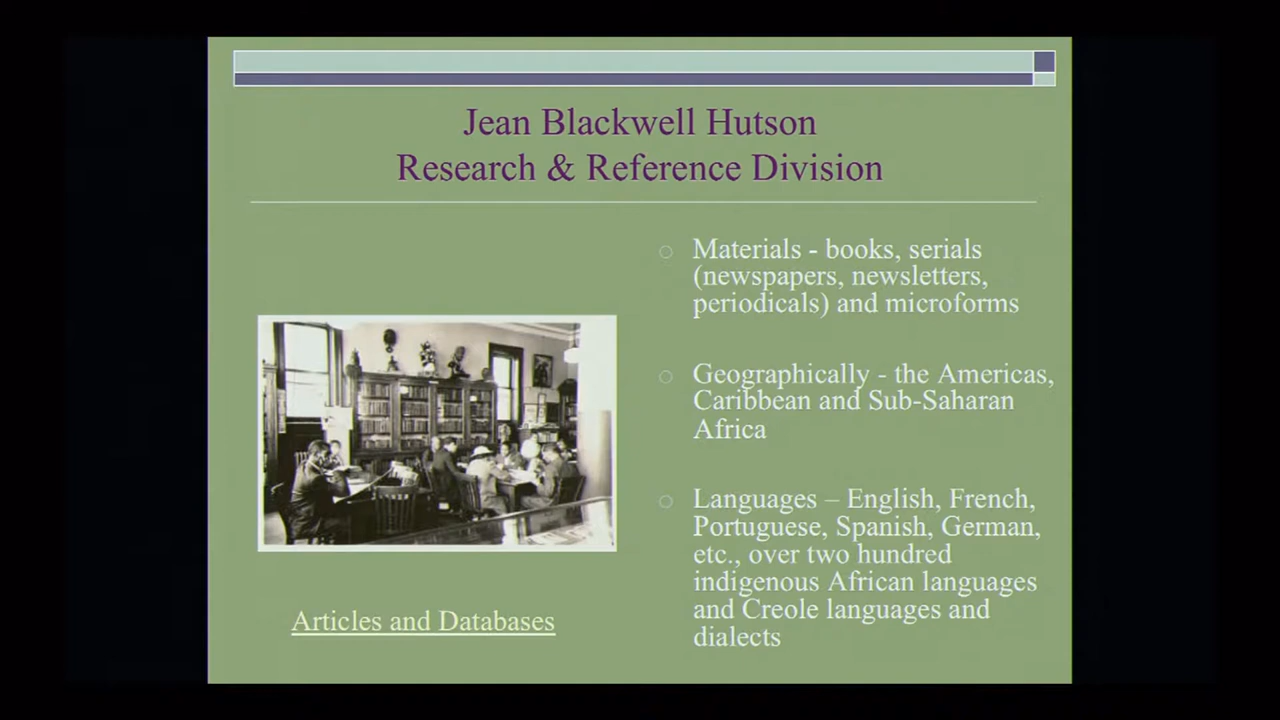 Jean Blackwell Hutson
Research & Reference Division
Materials - books, serials
(newspapers, newsletters,
periodicals) and microforms
Geographically - the Americas,
Caribbean and Sub-Saharan
Africa
Languages – English, French,
Portuguese, Spanish, German,
etc., over two hundred
indigenous African languages
and Creole languages and
dialects
Articles and Databases